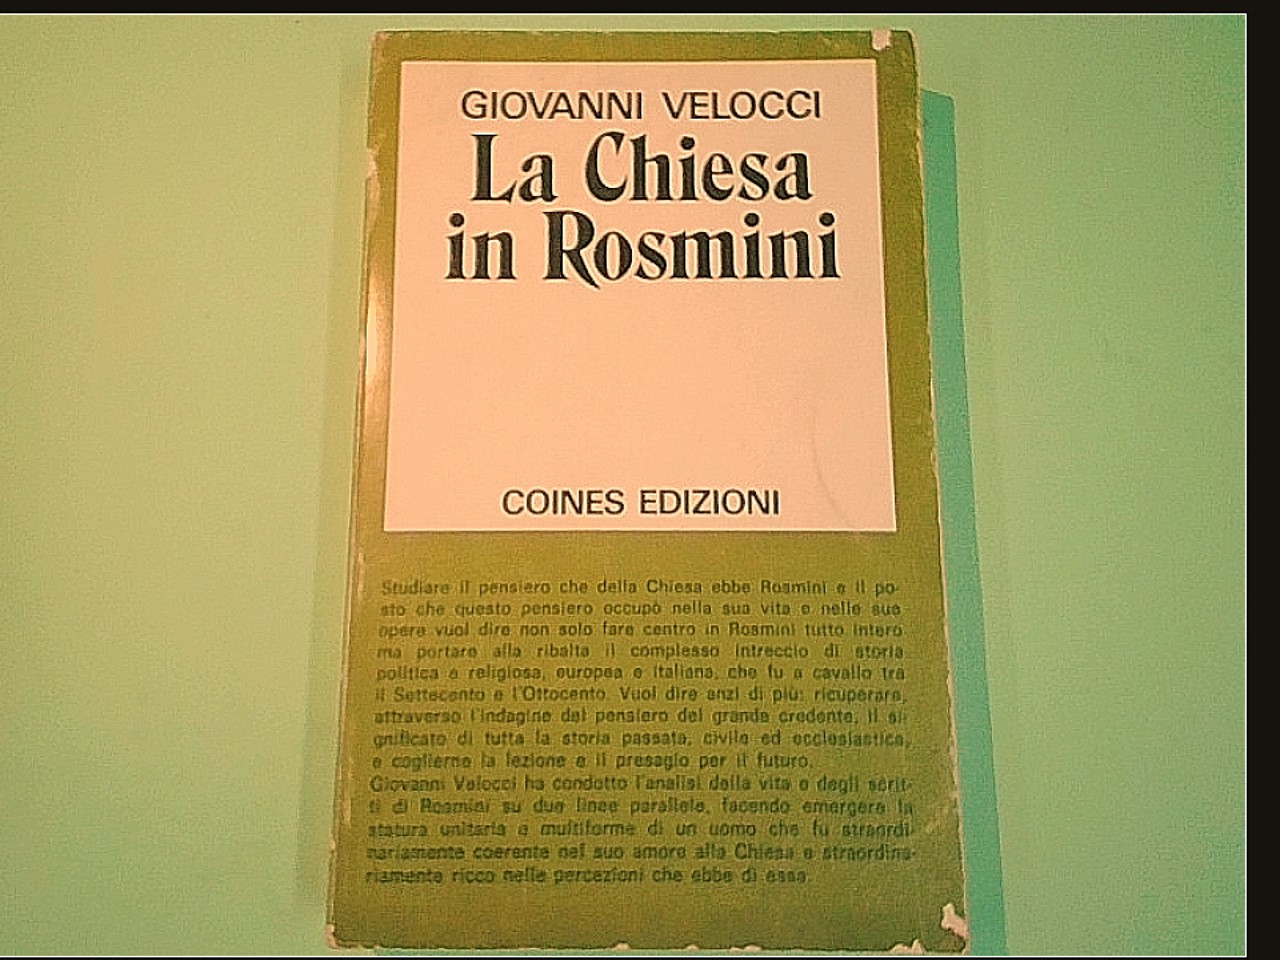 GIOVANNI VELOCCI
La Chiesa
in Rosmini
COINES EDIZIONI
Studiare il pensiero che della Chiesa ebbe Rosmini e il po-
sto che questo pensiero occupò nella sua vita e nelle sue
opere vuol dire non solo fare centro in Rosmini tutto intero
ma portare alla ribalta il complesso intreccio di storia
politica e religiosa, europea e italiana, che fu a cavallo tra
il Settecento e l'Ottocento. Vuol dire anzi di più: ricuperare,
attraverso l'indagine del pensiero del grande credente, il si-
gnificato di tutta la storia passata, civile ed ecclesiastica,
e coglierne la lezione e il presagio per il futuro.
Giovanni Velocci ha condotto l'analisi della vita e degli scrit-
ti di Rosmini su due linee parallele, facendo emergere la
statura unitaria e multiforme di un uomo che fu straordi-
nariamente coerente nel suo amore alla Chiesa e straordina-
riamente ricco nelle percezioni che ebbe di essa.